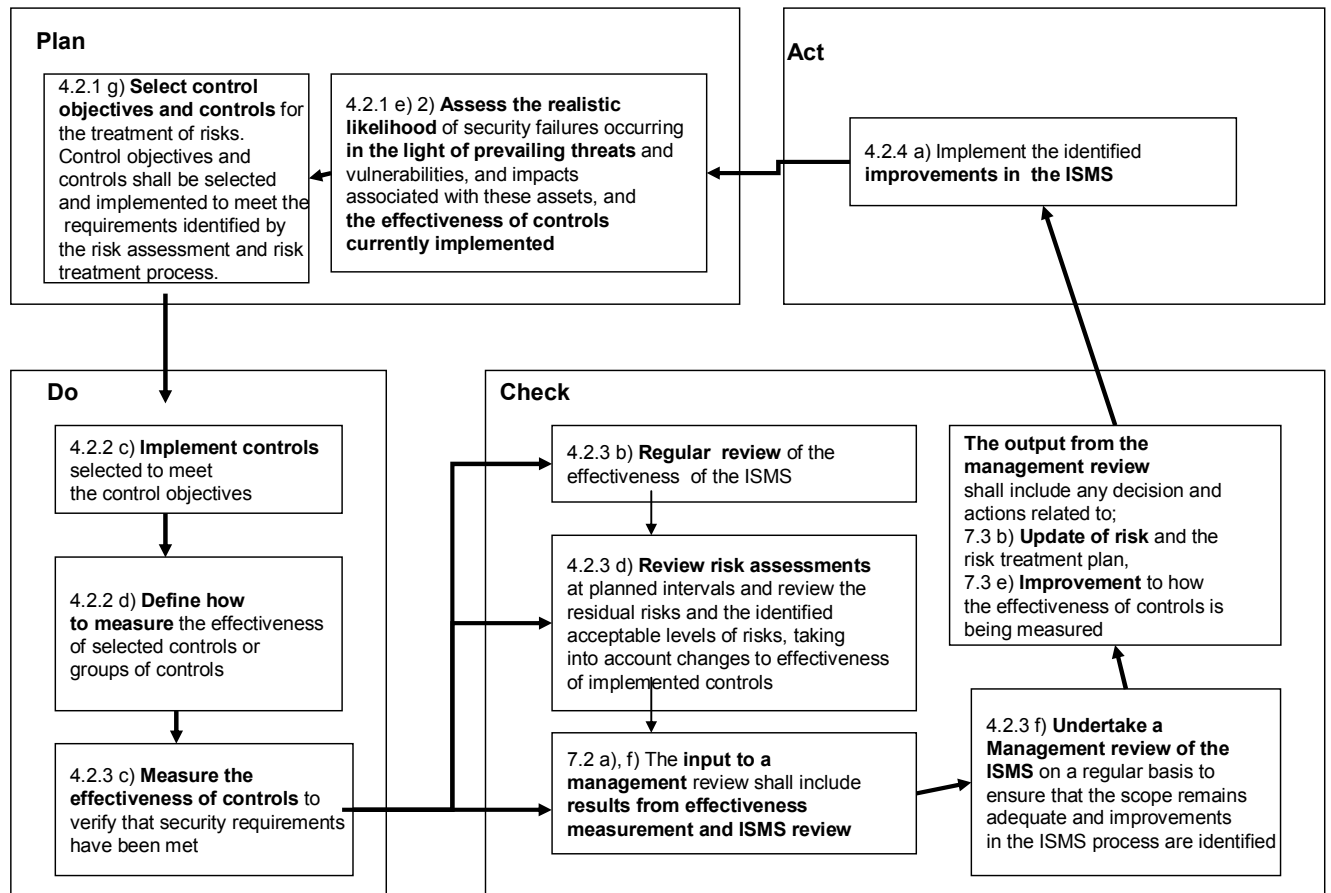 Plan
4.2.1 g) Select control
objectives and controls for
the treatment of risks.
Control objectives and
controls shall be selected
and implemented to meet the
requirements identified by
the risk assessment and risk
treatment process.
4.2.1 e) 2) Assess the realistic
likelihood of security failures occurring
in the light of prevailing threats and
vulnerabilities, and impacts
associated with these assets, and
the effectiveness of controls
currently implemented
Act
4.2.4 a) Implement the identified
improvements in the ISMS
Do
4.2.2 c) Implement controls
selected to meet
the control objectives
4.2.2 d) Define how
to measure the effectiveness
of selected controls or
groups of controls
4.2.3 c) Measure the
effectiveness of controls to
verify that security requirements
have been met
Check
4.2.3 b) Regular review of the
effectiveness of the ISMS
4.2.3 d) Review risk assessments
at planned intervals and review the
residual risks and the identified
acceptable levels of risks, taking
into account changes to effectiveness
of implemented controls
7.2 a), f) The input to a
management review shall include
results from effectiveness
measurement and ISMS review
4.2.3 f) Undertake a
Management review of the
ISMS on a regular basis to
ensure that the scope remains
adequate and improvements
in the ISMS process are identified
The output from the
management review
shall include any decision and
actions related to;
7.3 b) Update of risk and the
risk treatment plan,
7.3 e) Improvement to how
the effectiveness of controls is
being measured